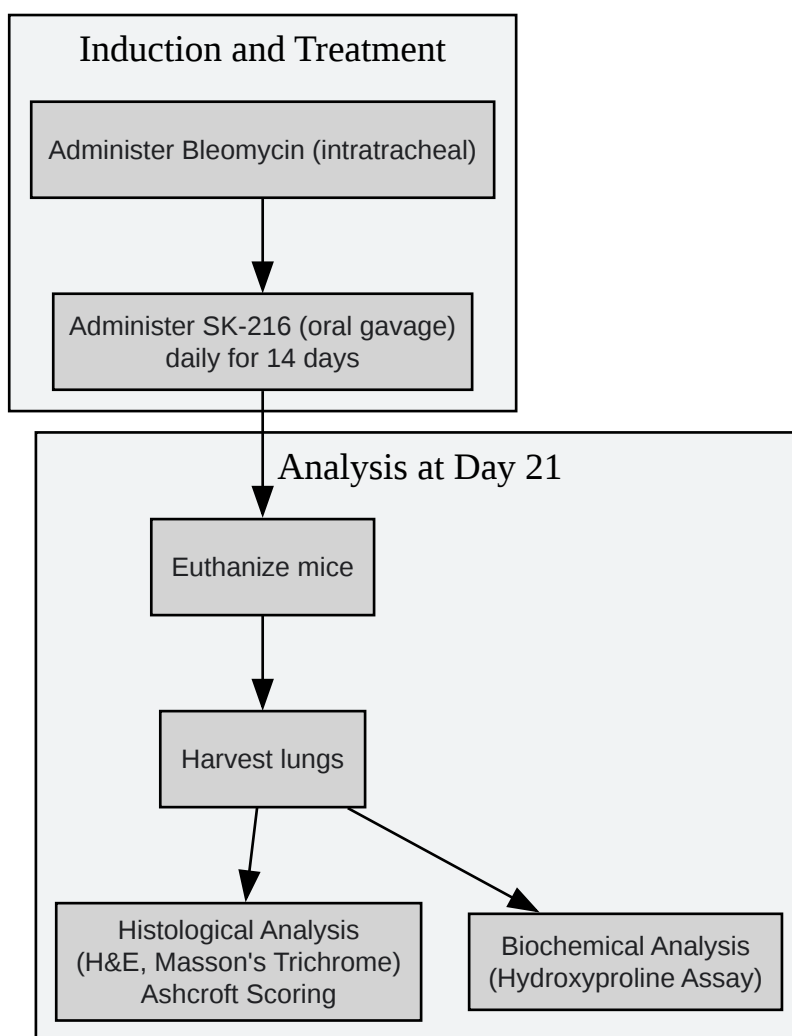 Induction and Treatment
Administer Bleomycin (intratracheal)
Administer SK-216 (oral gavage)
daily for 14 days
Analysis at Day 21
Euthanize mice
Harvest lungs
Histological Analysis
(H&E, Masson's Trichrome)
Ashcroft Scoring
Biochemical Analysis
(Hydroxyproline Assay)